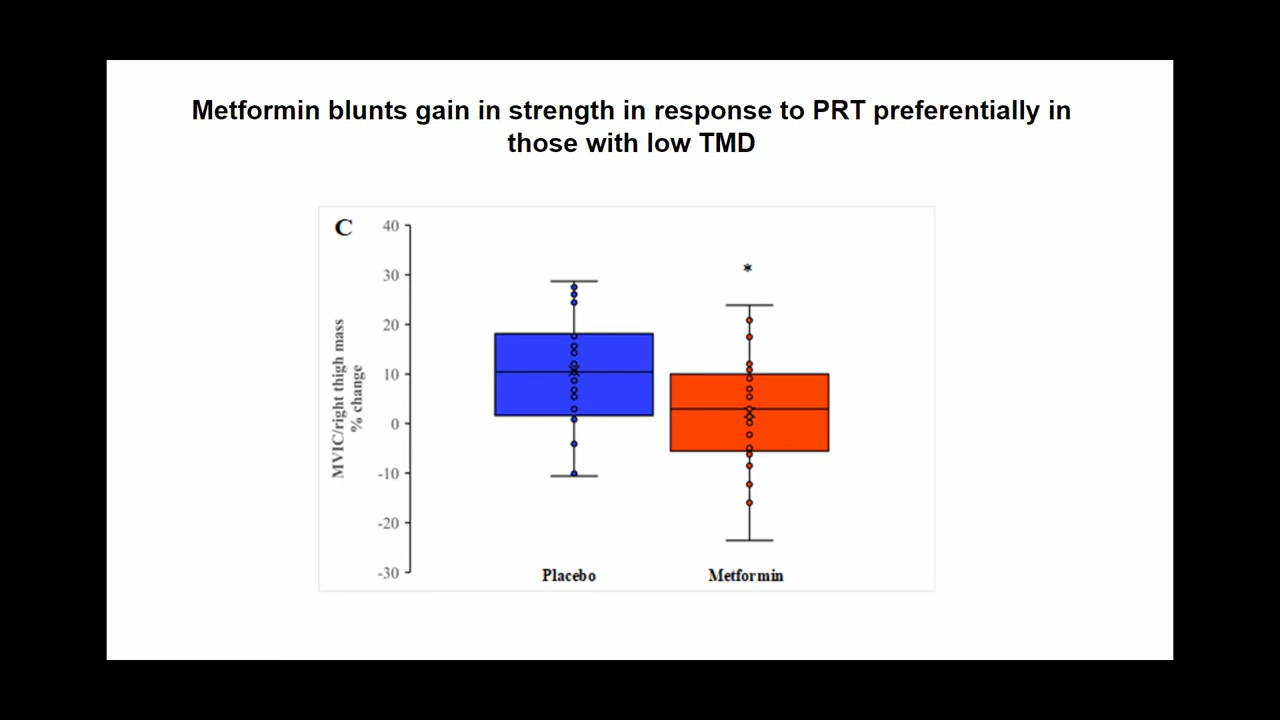 Metformin blunts gain in strength in response to PRT preferentially in
those with low TMD
C
MVIC/right thigh mass
% change
40
30
20
10
0
-10
-20
-30
*
Placebo
Metformin